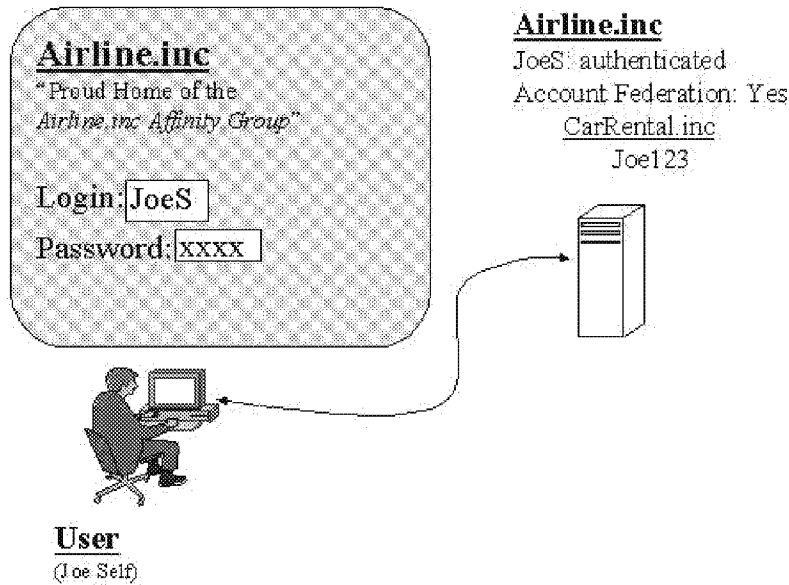 Airline.inc
"Proud Home of the
Airline.inc Affinity Group"
Login: JoeS
Password: xxxx
Airline.inc
JoeS: authenticated
Account Federation: Yes
CarRental.inc
Joe123
User
(Joe Self)